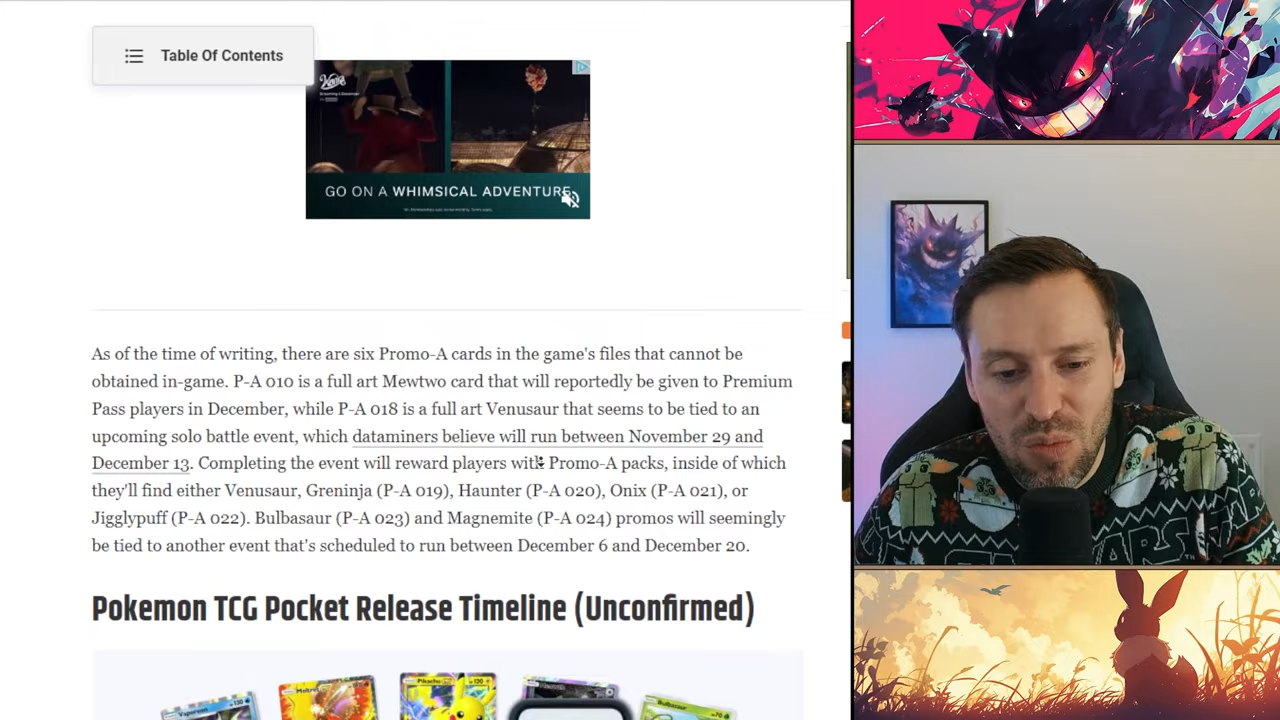 Table Of Contents
GO ON A WHIMSICAL ADVENTURE
As of the time of writing, there are six Promo-A cards in the game's files that cannot be
obtained in-game. P-A 010 is a full art Mewtwo card that will reportedly be given to Premium
Pass players in December, while P-A 018 is a full art Venusaur that seems to be tied to an
upcoming solo battle event, which dataminers believe will run between November 29 and
December 13. Completing the event will reward players with Promo-A packs, inside of which
they'll find either Venusaur, Greninja (P-A 019), Haunter (P-A 020), Onix (P-A 021), or
Jigglypuff (P-A 022). Bulbasaur (P-A 023) and Magnemite (P-A 024) promos will seemingly
be tied to another event that's scheduled to run between December 6 and December 20.
Pokemon TCG Pocket Release Timeline (Unconfirmed)
Vaporeon
Moltres
Pikachu
Bulbasaur